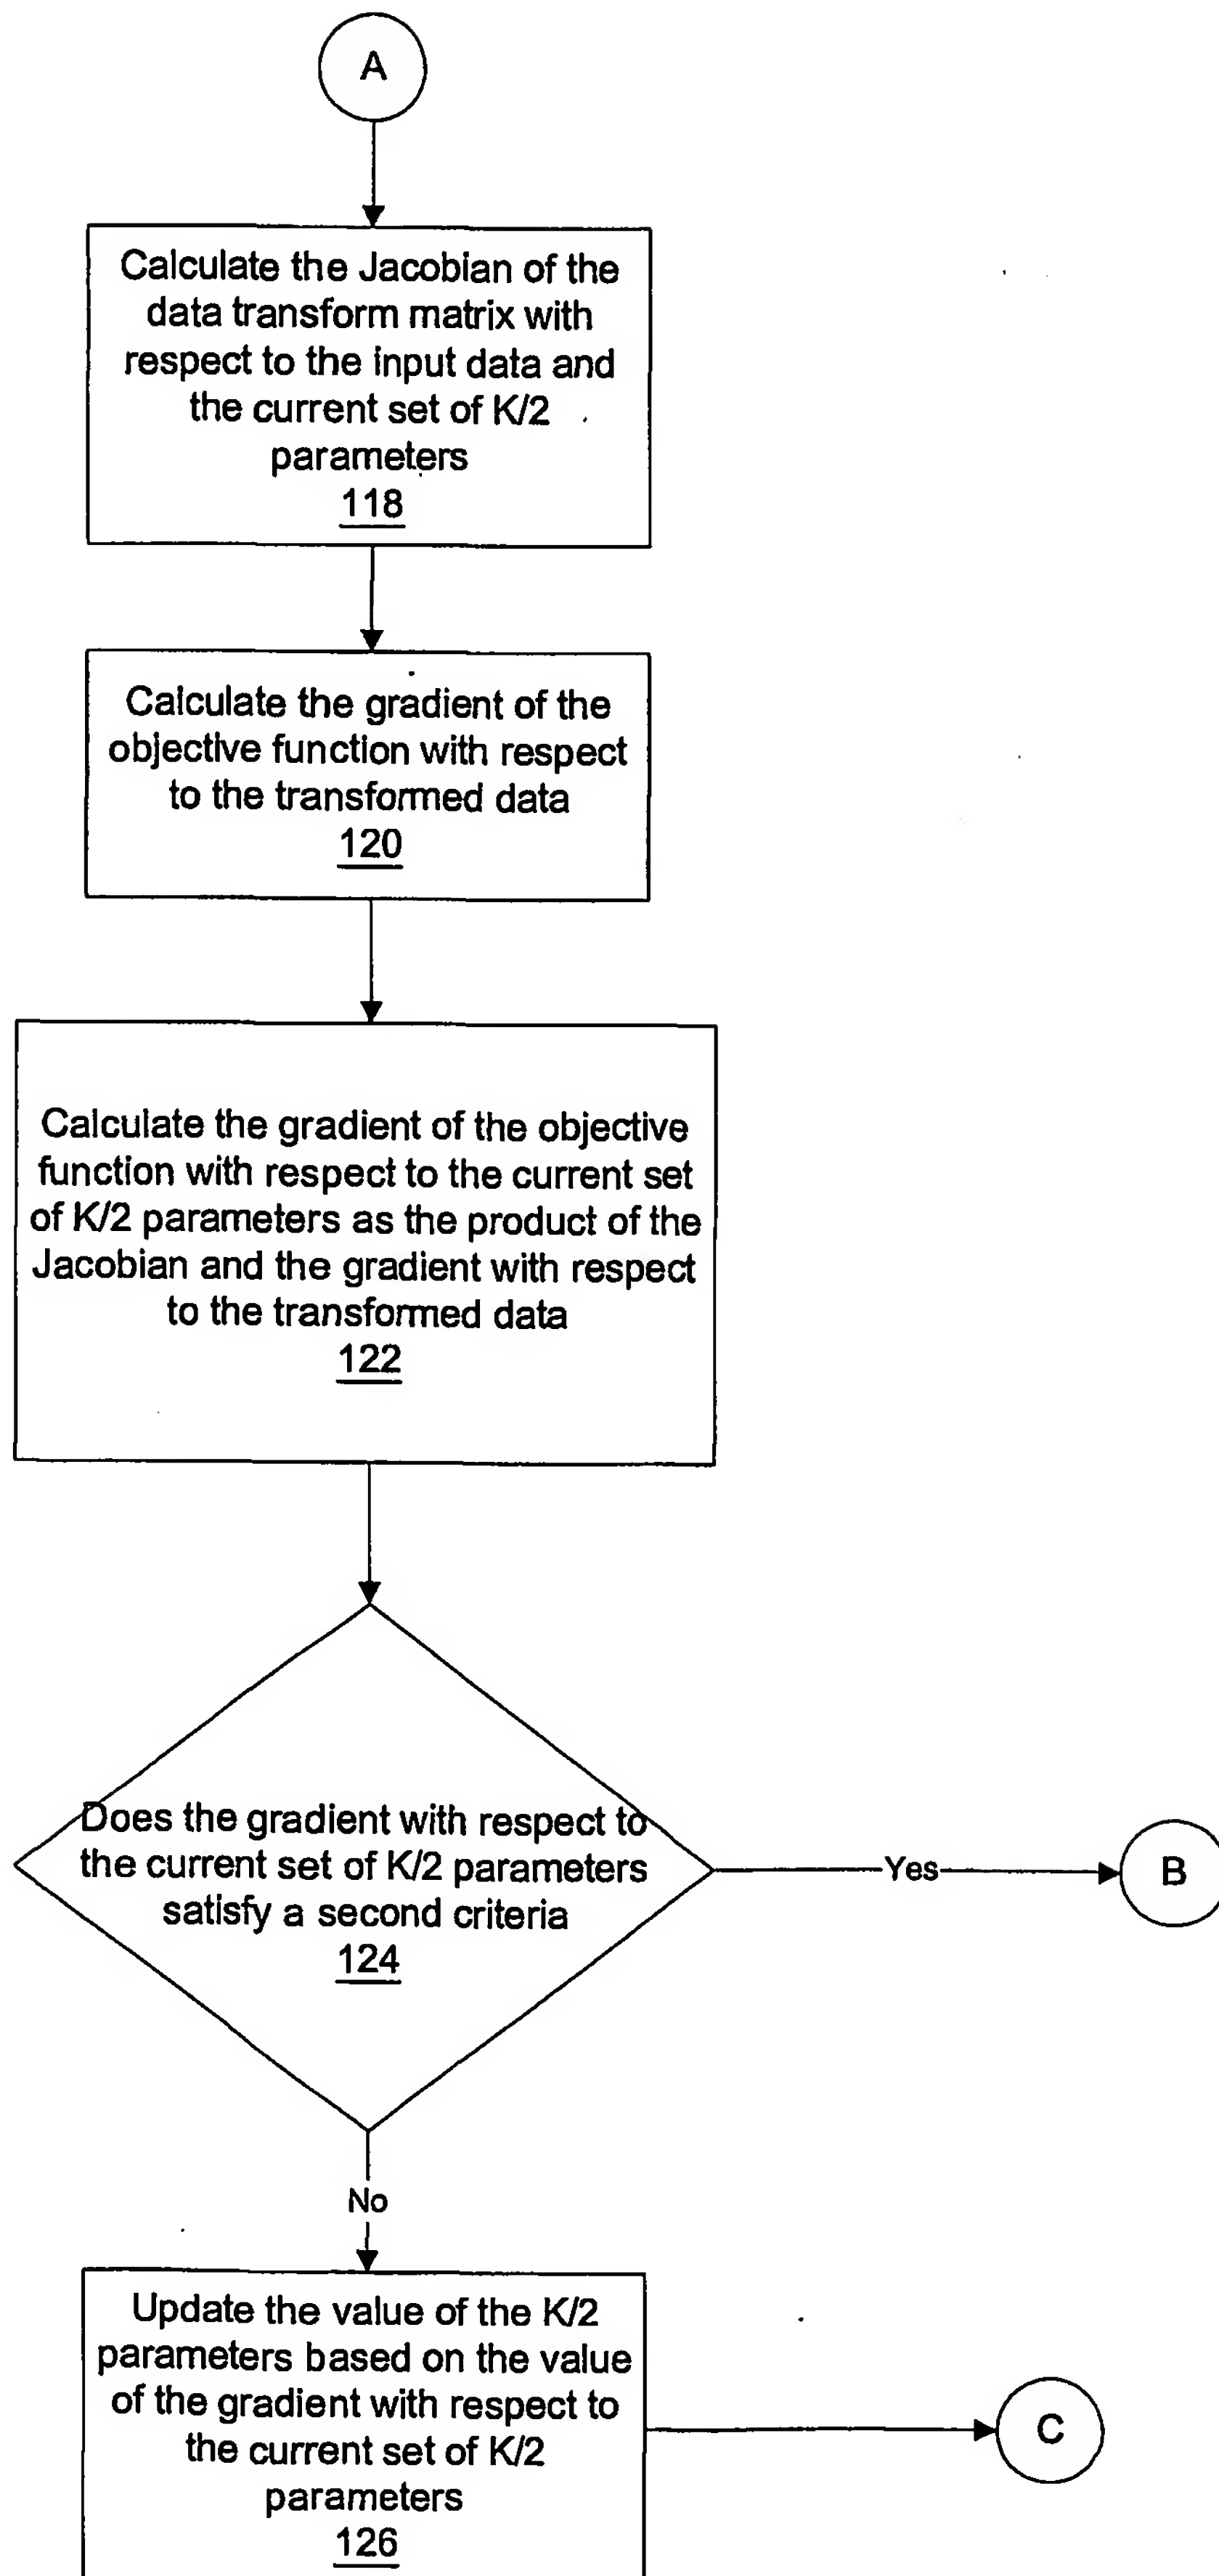 A
Calculate the Jacobian of the
data transform matrix with
respect to the input data and
the current set of K/2
parameters
118
Calculate the gradient of the
objective function with respect
to the transformed data
120
Calculate the gradient of the objective
function with respect to the current set
of K/2 parameters as the product of the
Jacobian and the gradient with respect
to the transformed data
122
Does the gradient with respect to
the current set of K/2 parameters
satisfy a second criteria
124
Yes
B
No
Update the value of the K/2
parameters based on the value
of the gradient with respect to
the current set of K/2
parameters
126
C